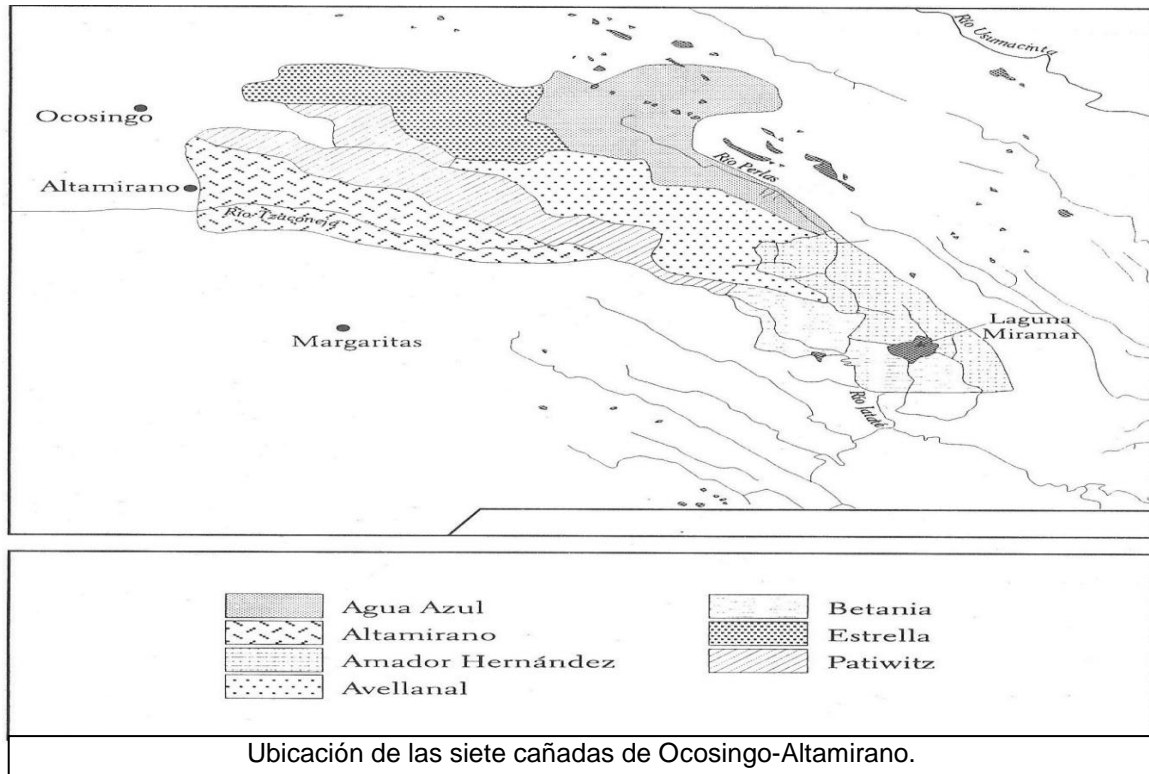 Río Usumacinta
Ocosingo
Río Perlas
Altamirano
Río Tzaconejá
Laguna
Miramar
Margaritas
Río Jataté
Agua Azul
Altamirano
Amador Hernández
Avellanal
Betania
Estrella
Patiwitz
Ubicación de las siete cañadas de Ocosingo-Altamirano.